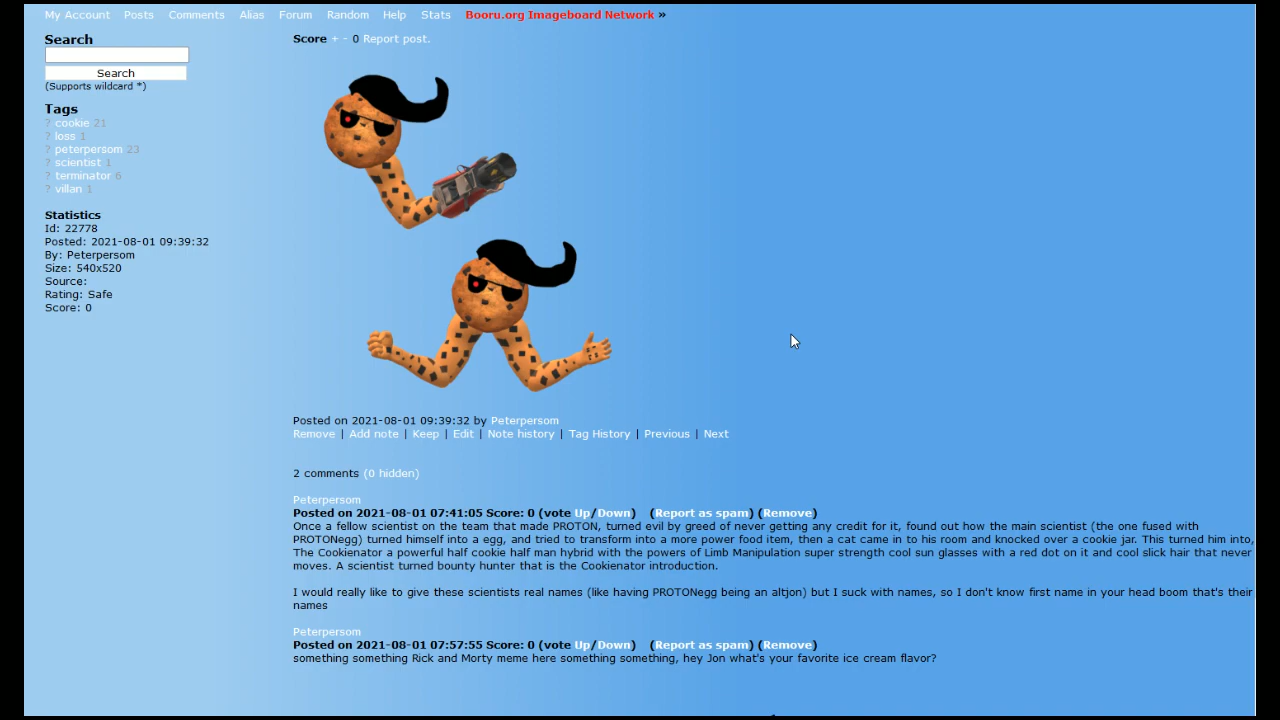 My Account Posts Comments Alias Forum Random Help Stats Booru.org Imageboard Network »
Search
Search
(Supports wildcard *)
Tags
? cookie 21
? loss 1
? peterpersom 23
? scientist 1
? terminator 6
? villan 1
Statistics
Id: 22778
Posted: 2021-08-01 09:39:32
By: Peterpersom
Size: 540x520
Source:
Rating: Safe
Score: 0
Score + - 0 Report post.
Posted on 2021-08-01 09:39:32 by Peterpersom
Remove | Add note | Keep | Edit | Note history | Tag History | Previous | Next
2 comments (0 hidden)
Peterpersom
Posted on 2021-08-01 07:41:05 Score: 0 (vote Up/Down) (Report as spam) (Remove)
Once a fellow scientist on the team that made PROTON, turned evil by greed of never getting any credit for it, found out how the main scientist (the one fused with
PROTONegg) turned himself into a egg, and tried to transform into a more power food item, then a cat came in to his room and knocked over a cookie jar. This turned him into,
The Cookienator a powerful half cookie half man hybrid with the powers of Limb Manipulation super strength cool sun glasses with a red dot on it and cool slick hair that never
moves. A scientist turned bounty hunter that is the Cookienator introduction.
I would really like to give these scientists real names (like having PROTONegg being an altjon) but I suck with names, so I don't know first name in your head boom that's their
names
Peterpersom
Posted on 2021-08-01 07:57:55 Score: 0 (vote Up/Down) (Report as spam) (Remove)
something something Rick and Morty meme here something something, hey Jon what's your favorite ice cream flavor?